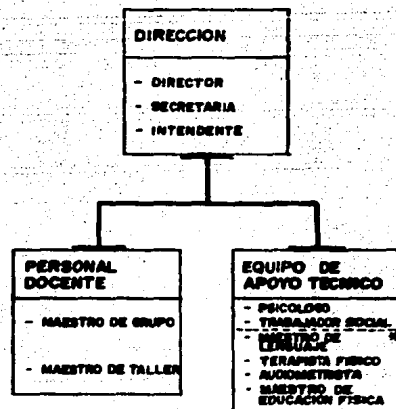 DIRECCION
- DIRECTOR
- SECRETARIA
- INTENDENTE
PERSONAL
DOCENTE
- MAESTRO DE GRUPO
- MAESTRO DE TALLER
EQUIPO DE
APOYO TECNICO
- PSICOLOGO
- TRABAJADOR SOCIAL
- MAESTRO DE *
LENGUAJE
- TERAPISTA FISICO
- AUDIOMETRISTA
- MAESTRO DE
EDUCACION FISICA